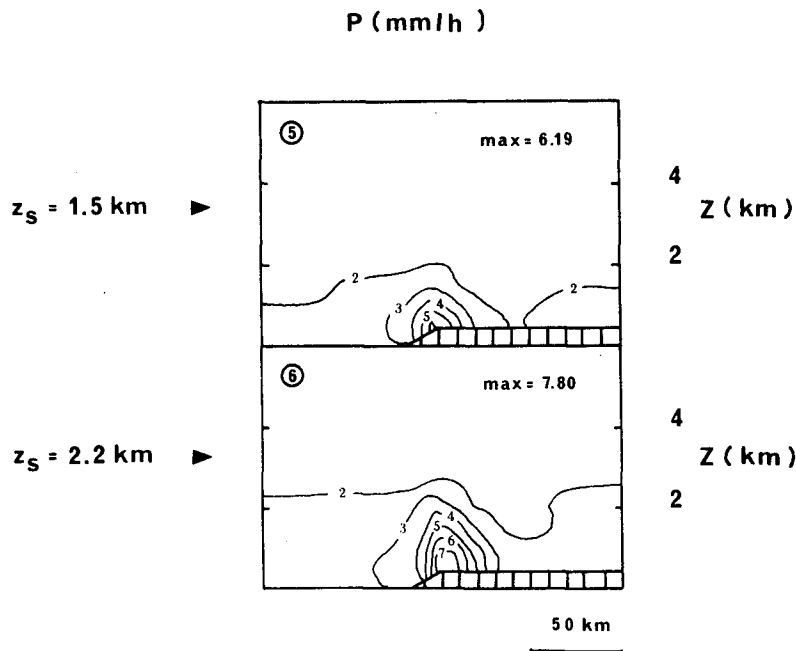 P (mm/h)
⑤
max = 6.19
z_s = 1.5 km ►
4
Z (km)
2
2
2
3
4
5
6
⑥
max = 7.80
z_s = 2.2 km ►
4
Z (km)
2
2
3
4
5
6
7
50 km